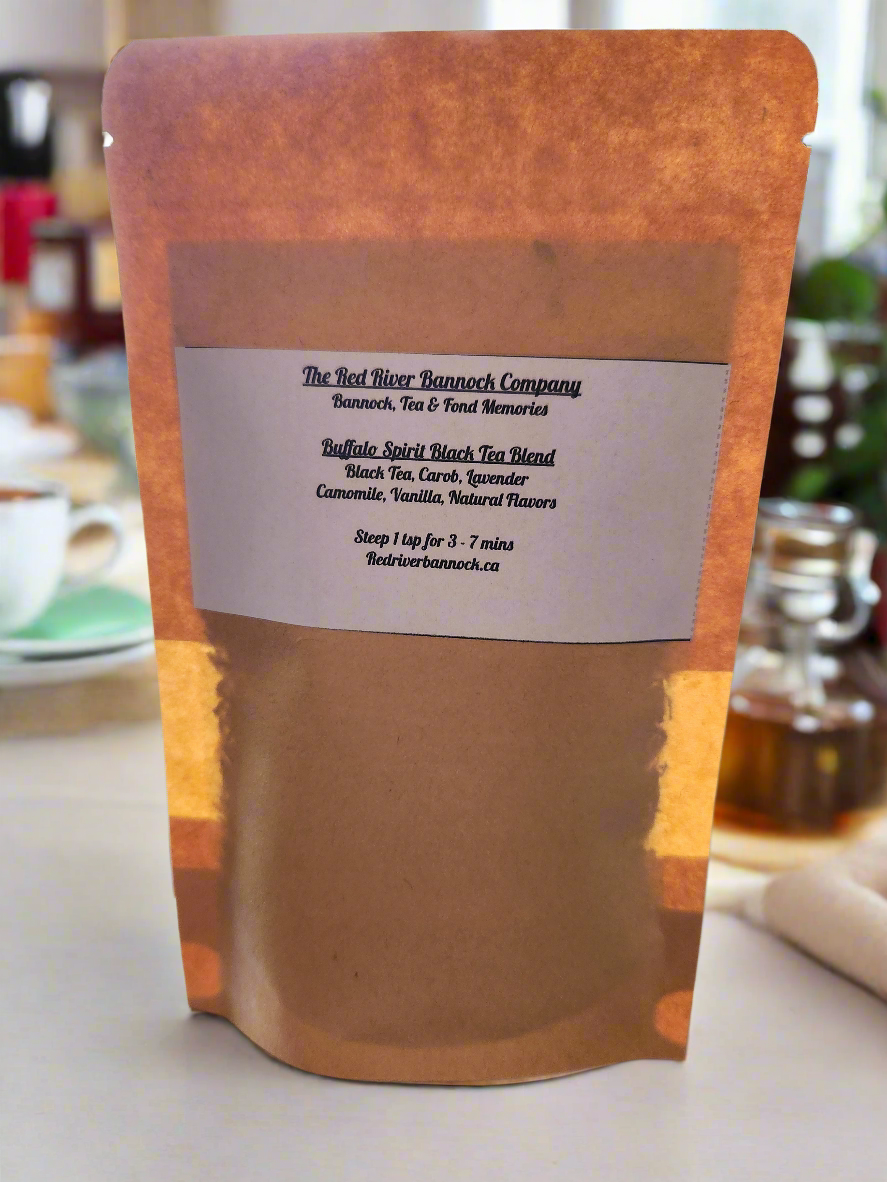 The Red River Bannock Company
Bannock, Tea & Fond Memories
Buffalo Spirit Black Tea Blend
Black Tea, Carob, Lavender
Camomile, Vanilla, Natural Flavors
Steep 1 tsp for 3 - 7 mins
Redriverbannock.ca